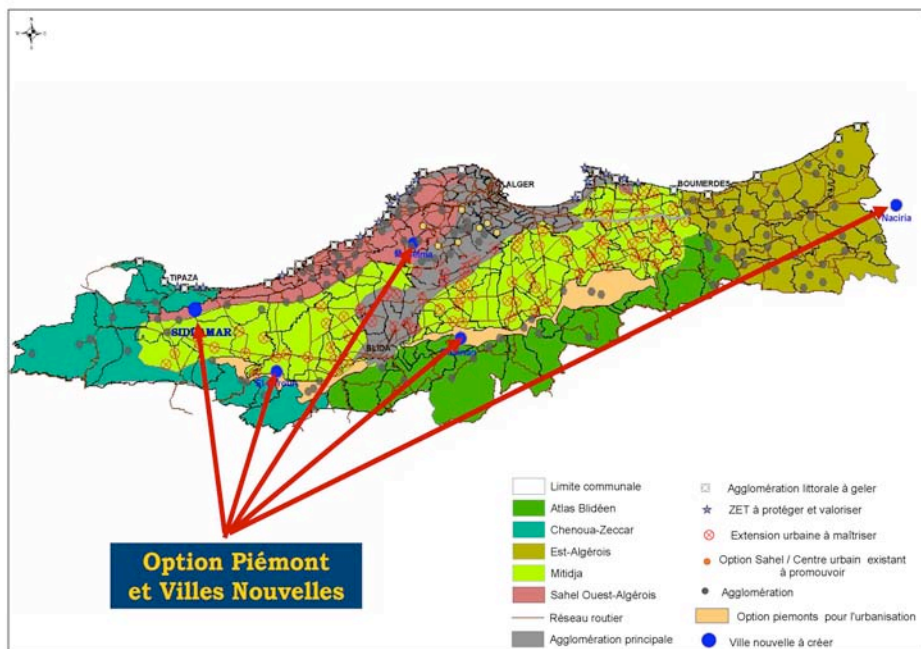 ALGER
BOUMERDES
Naciria
TIPAZA
SIDI AMAR
BLIDA
Option Piémont
et Villes Nouvelles
Limite communale
Atlas Blidéen
Chenoua-Zeccar
Est-Algérois
Mitidja
Sahel Ouest-Algérois
Réseau routier
Agglomération principale
Agglomération littorale à geler
ZET à protéger et valoriser
Extension urbaine à maîtriser
Option Sahel / Centre urbain existant
à promouvoir
Agglomération
Option piemonts pour l'urbanisation
Ville nouvelle à créer